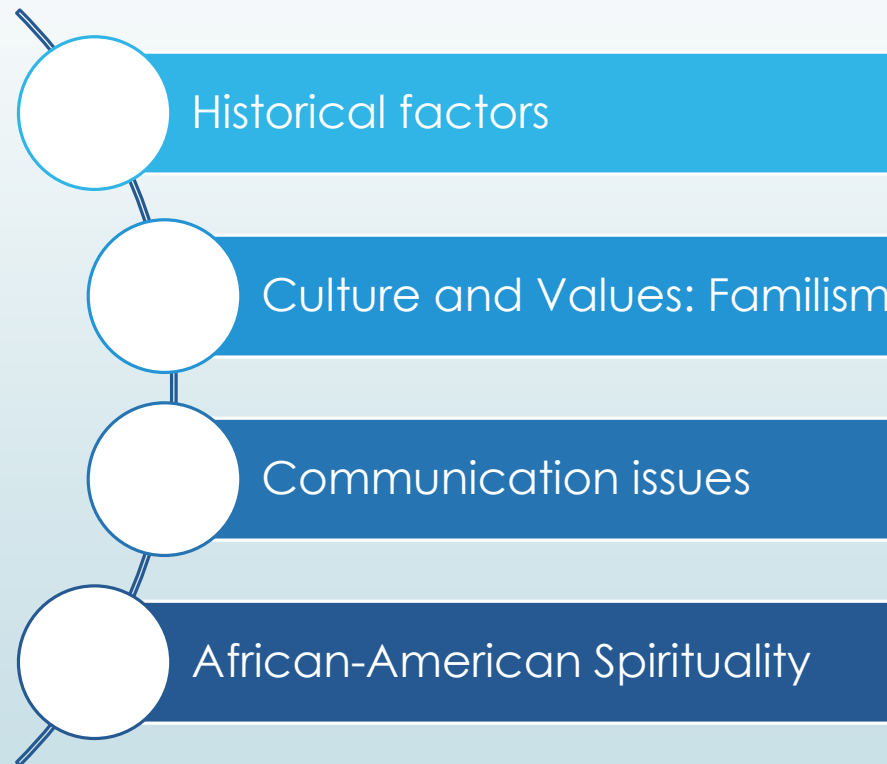 Historical factors
Culture and Values: Familism
Communication issues
African-American Spirituality